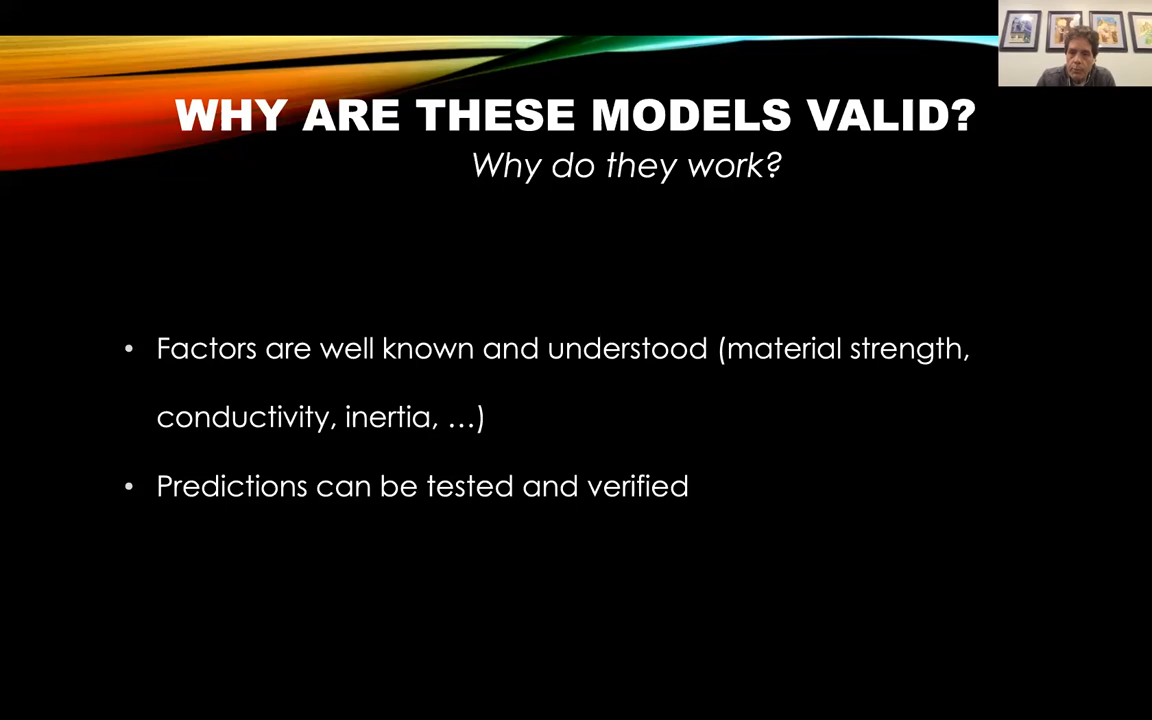 WHY ARE THESE MODELS VALID?
Why do they work?
• Factors are well known and understood (material strength,
conductivity, inertia, …)
• Predictions can be tested and verified